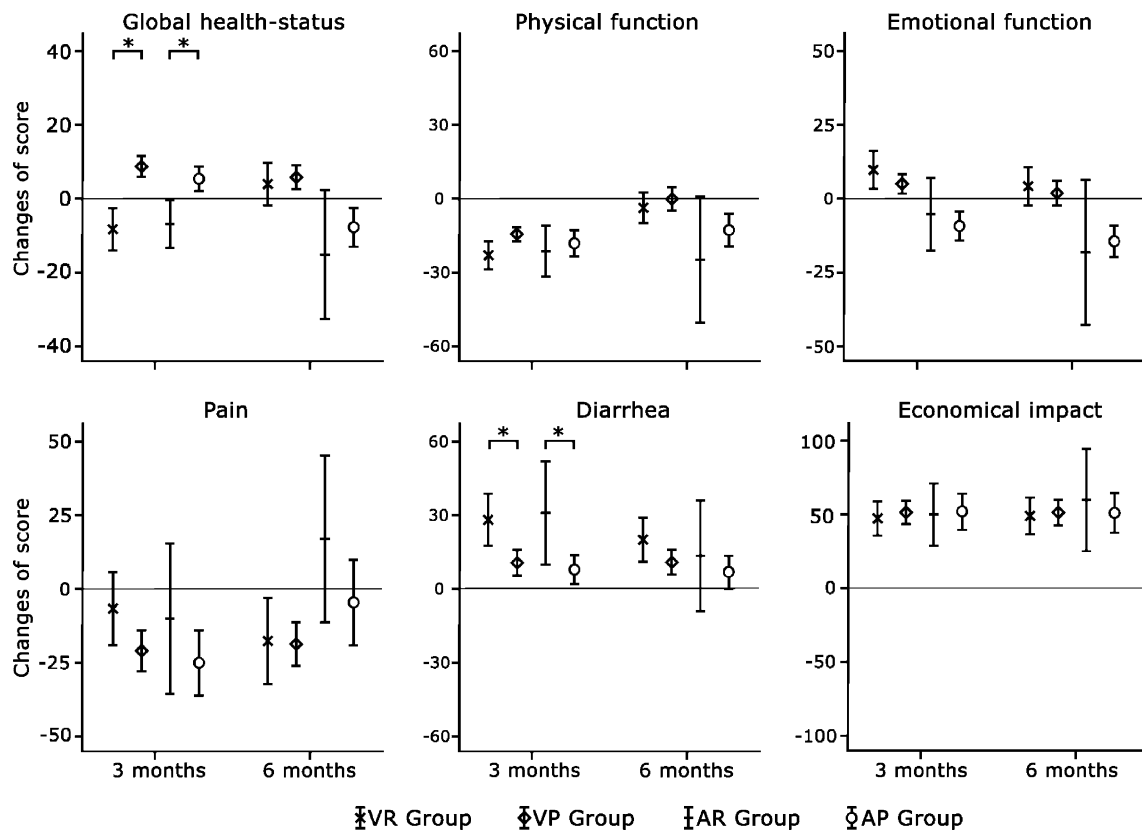 Global health-status
Physical function
Emotional function
Changes of score
40
20
0
-20
-40
* *
60
30
0
-30
-60
50
25
0
-25
-50
Pain
Diarrhea
Economical impact
Changes of score
50
25
0
-25
-50
* *
60
30
0
-30
-60
100
50
0
-50
-100
3 months 6 months
3 months 6 months
3 months 6 months
VR Group VP Group AR Group AP Group